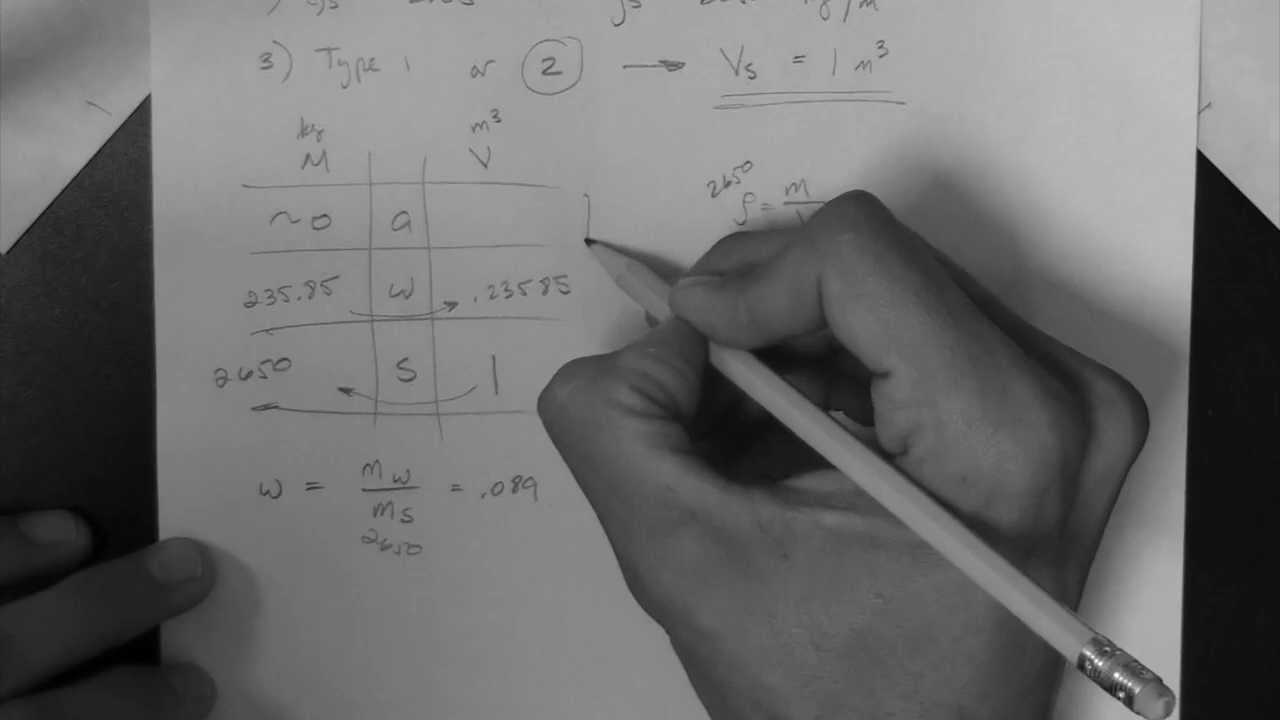 3) Type 1 or 2 → Vs = 1 m³
kg m³
M V
~0 a
235.85 w .23585
2650 s 1
w = mw/ms = .089
2650
2650
ρ = m